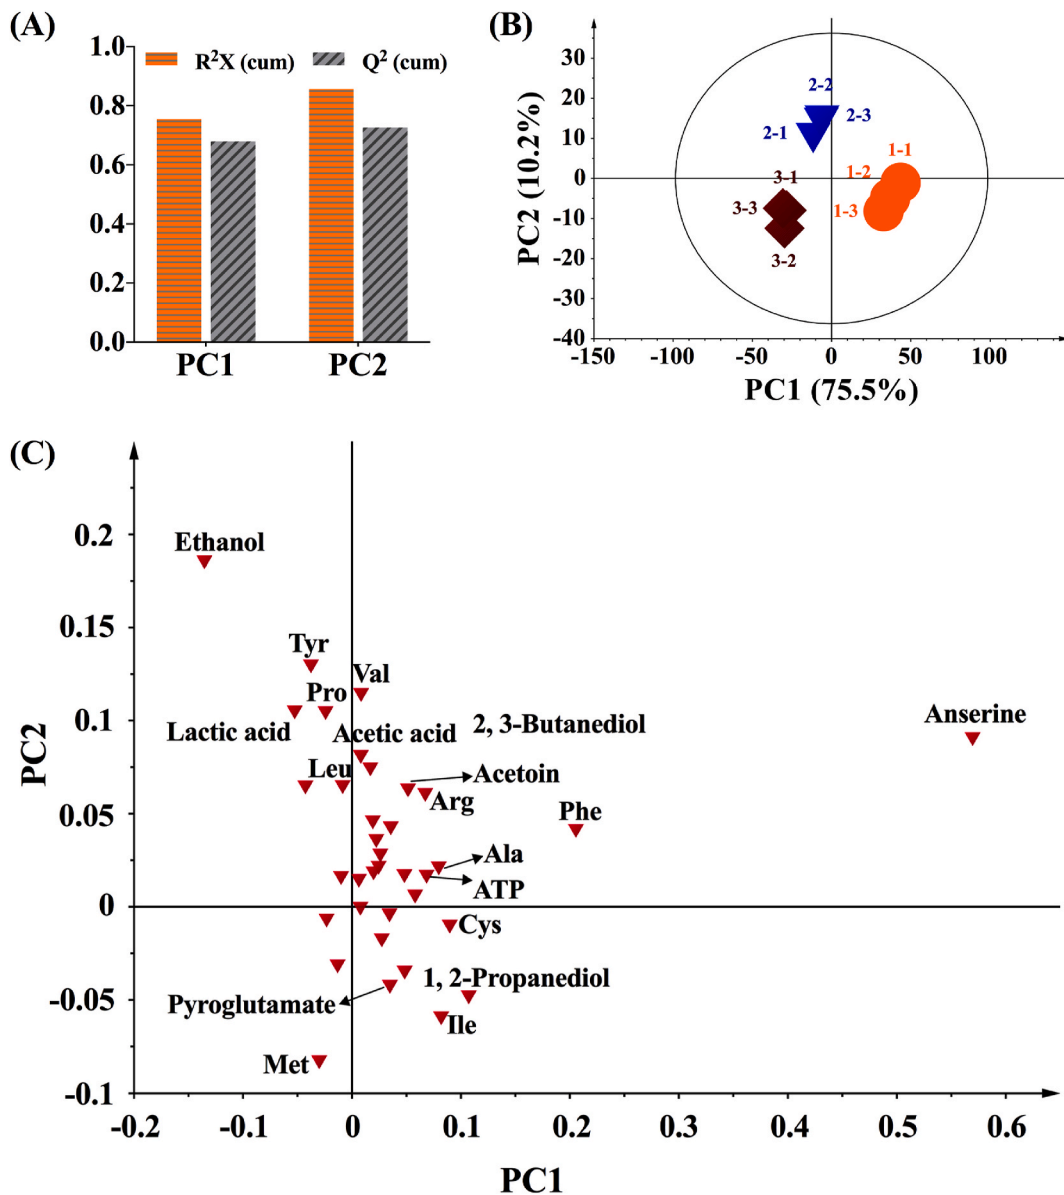 (A)
1.0
0.8
0.6
0.4
0.2
0.0
R²X (cum)
Q² (cum)
PC1
PC2
(B)
PC2 (10.2%)
30
20
10
0
-10
-20
-30
-40
-150
-100
-50
0
50
100
PC1 (75.5%)
2-2
2-1
2-3
1-1
1-2
1-3
3-1
3-3
3-2
(C)
PC2
0.2
0.15
0.1
0.05
0
-0.05
-0.1
Ethanol
Tyr
Val
Pro
Lactic acid
Acetic acid
2, 3-Butanediol
Anserine
Leu
Acetoin
Arg
Phe
Ala
ATP
Cys
1, 2-Propanediol
Pyroglutamate
Ile
Met
-0.2
-0.1
0
0.1
0.2
0.3
0.4
0.5
0.6
PC1